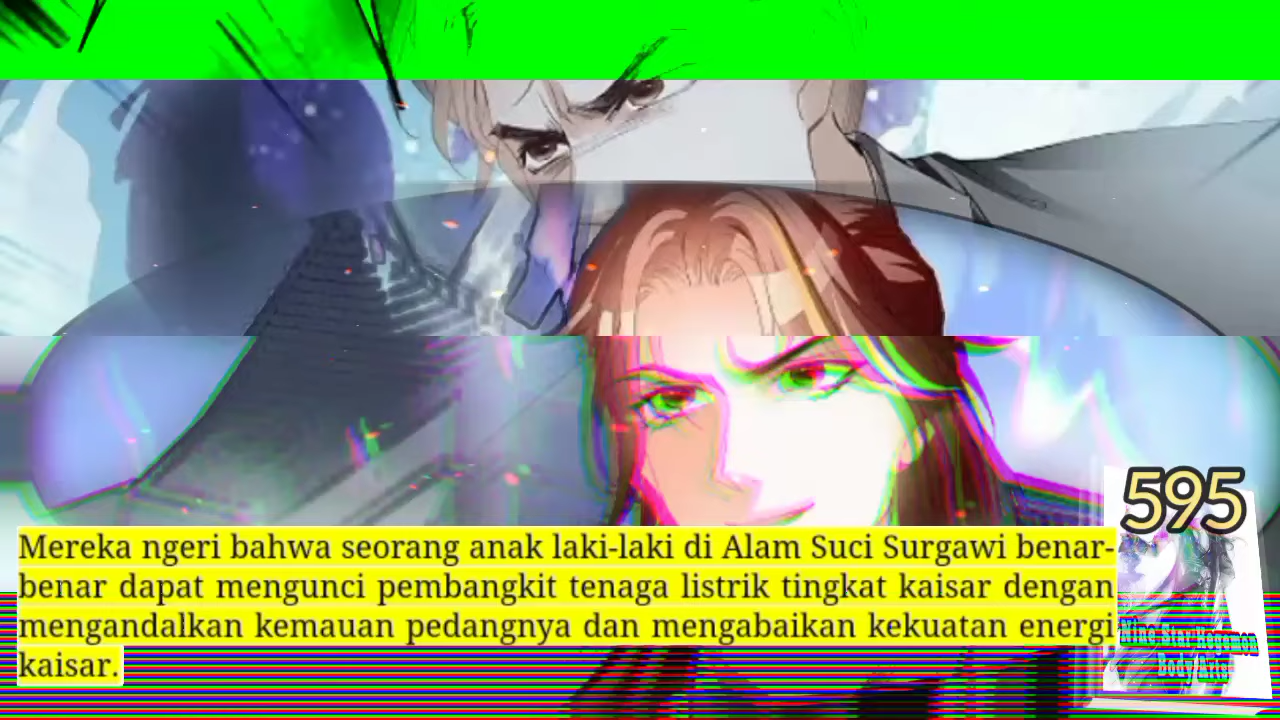 595
Mereka ngeri bahwa seorang anak laki-laki di Alam Suci Surgawi benar-
benar dapat mengunci pembangkit tenaga listrik tingkat kaisar dengan
mengandalkan kemauan pedangnya dan mengabaikan kekuatan energi
kaisar.
Nine Star Hegemon
Body Arts